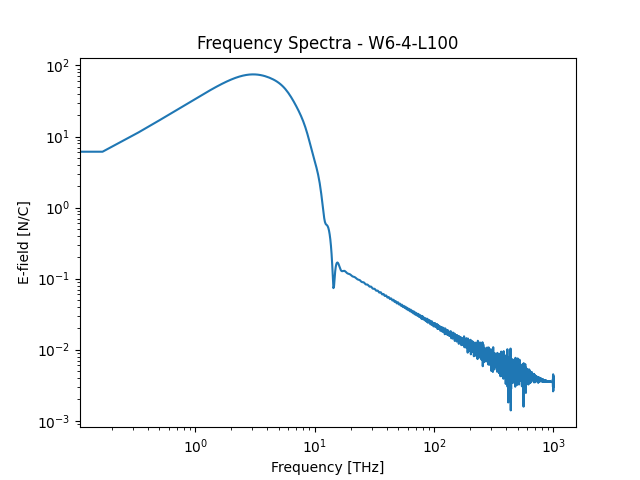 Frequency Spectra - W6-4-L100
E-field [N/C]
10²
10¹
10⁰
10⁻¹
10⁻²
10⁻³
10⁰ 10¹ 10² 10³
Frequency [THz]